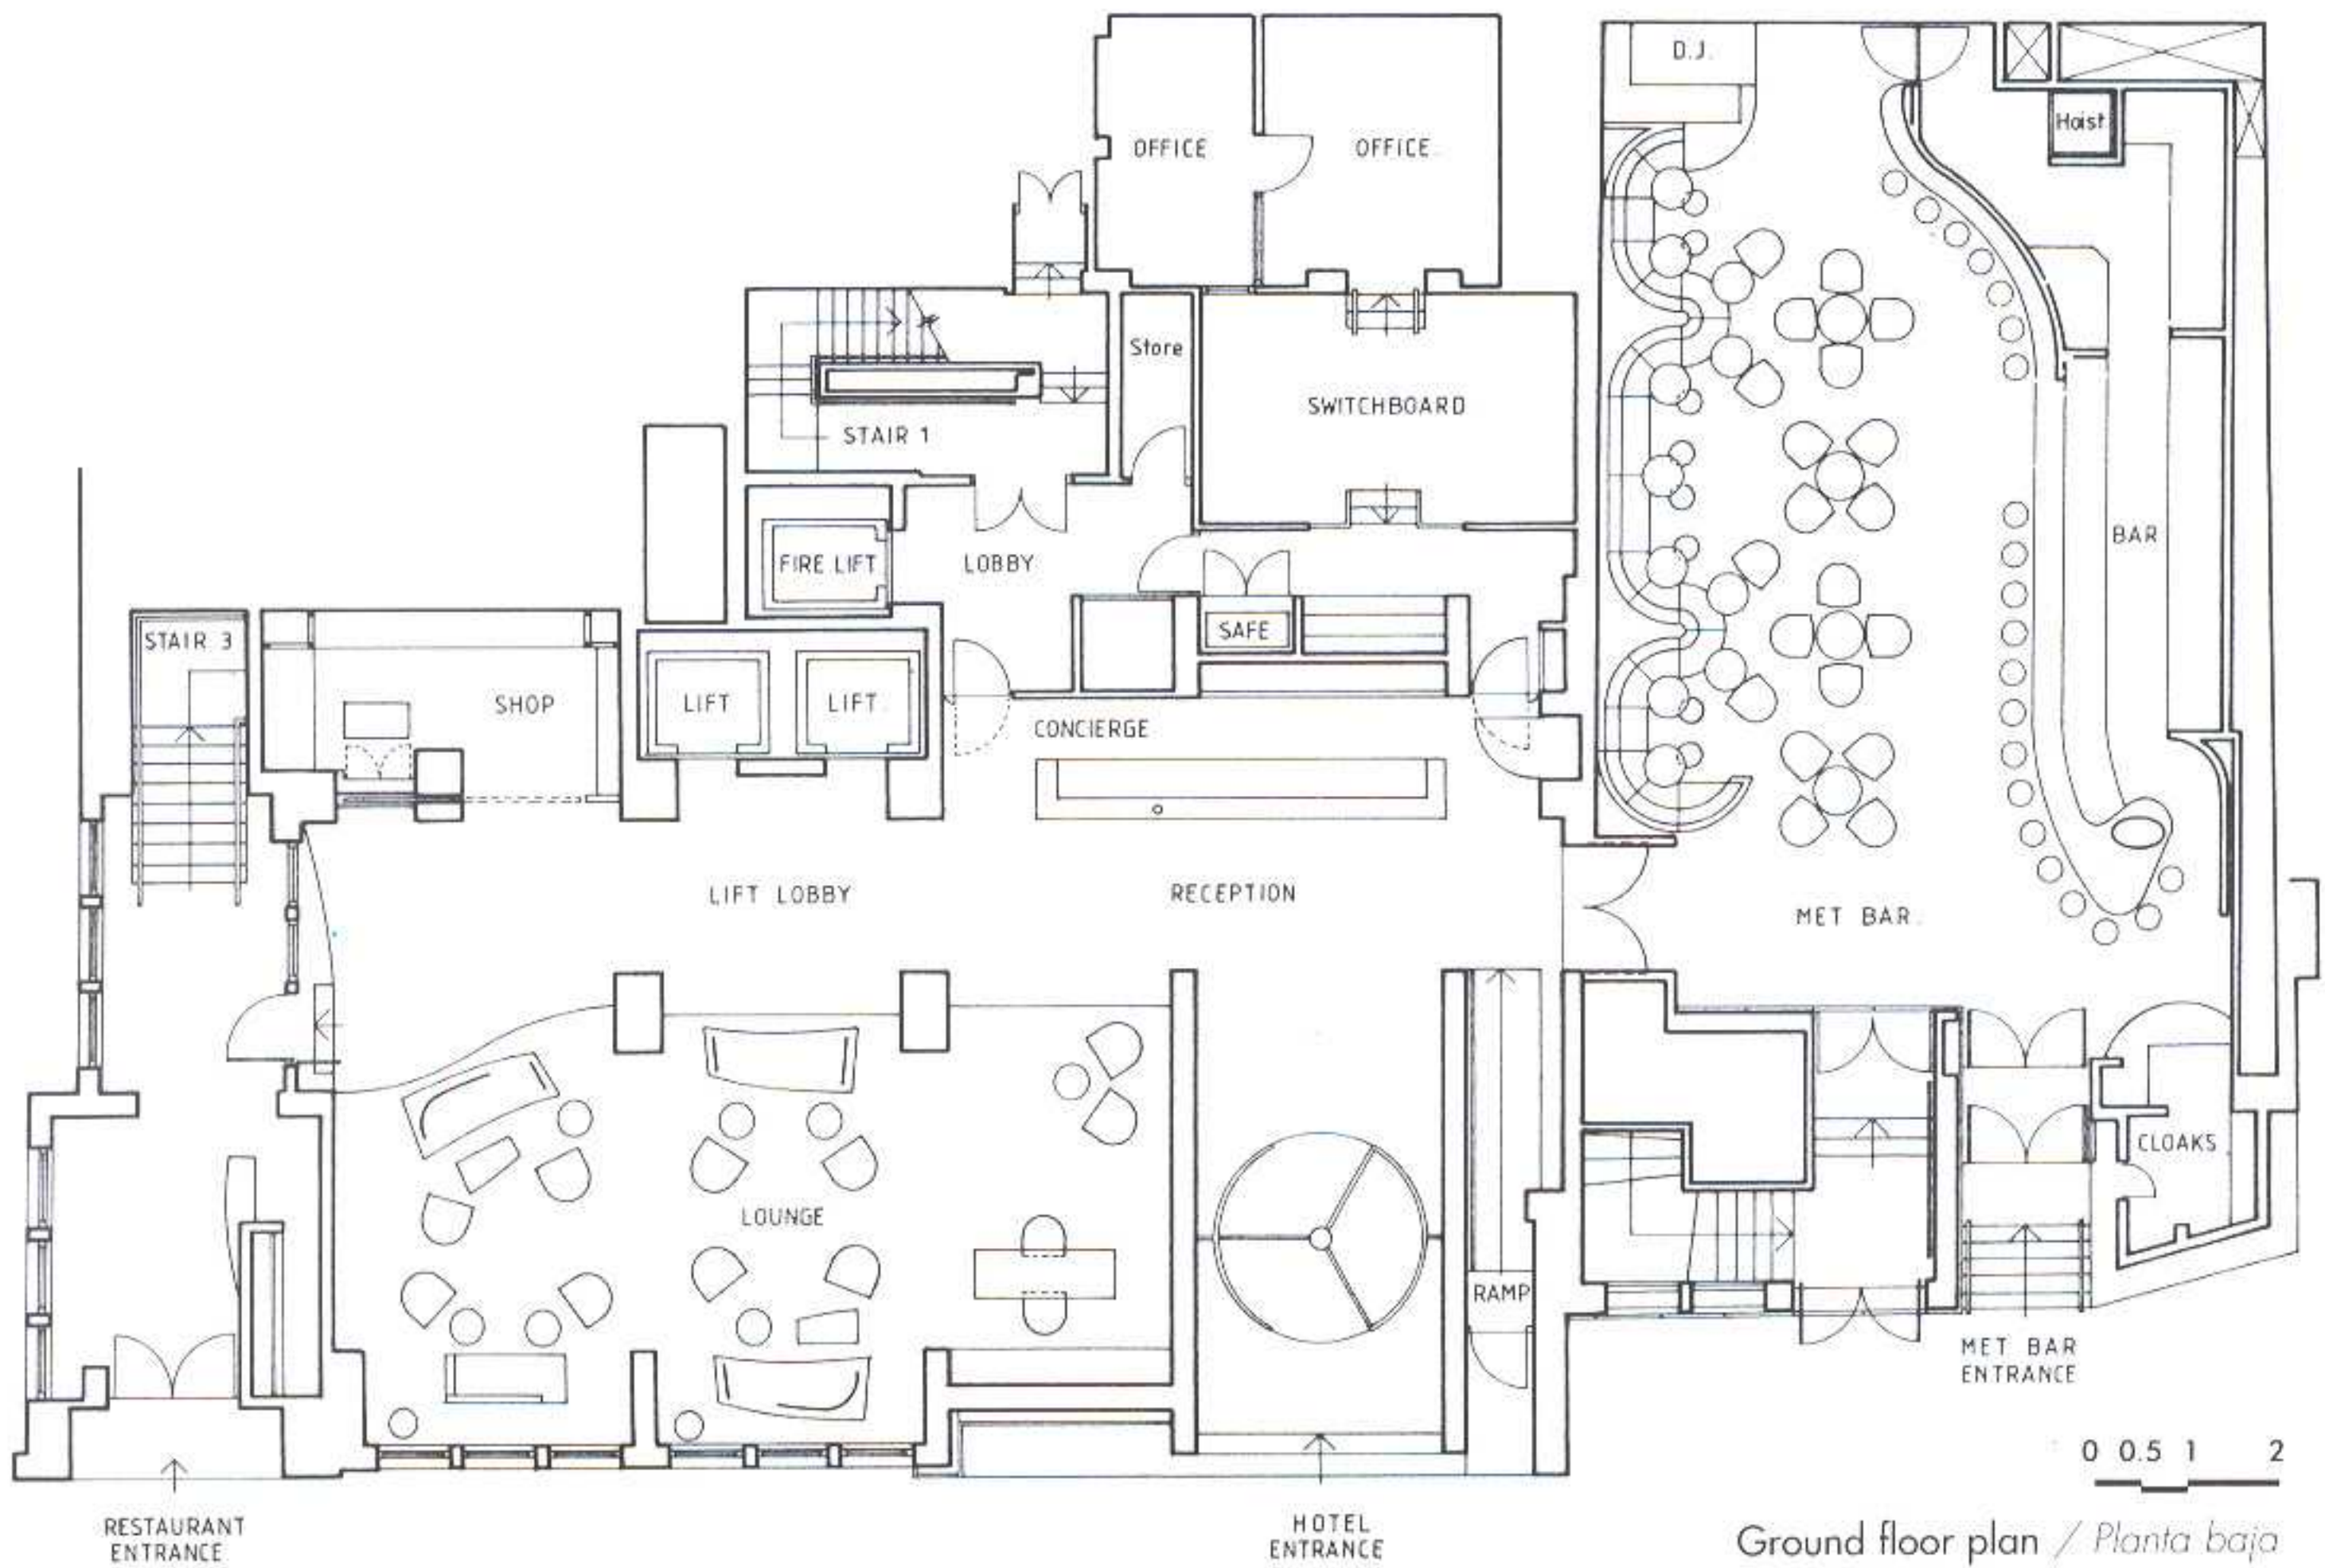 D.J.
Hoist
OFFICE
OFFICE.
Store
SWITCHBOARD
STAIR 1
BAR
FIRE LIFT
LOBBY
SAFE
STAIR 3
SHOP
LIFT
LIFT.
CONCIERGE
LIFT LOBBY
RECEPTION
MET BAR.
CLOAKS
LOUNGE
RAMP
MET BAR
ENTRANCE
0 0.5 1 2
RESTAURANT
ENTRANCE
HOTEL
ENTRANCE
Ground floor plan / Planta baja